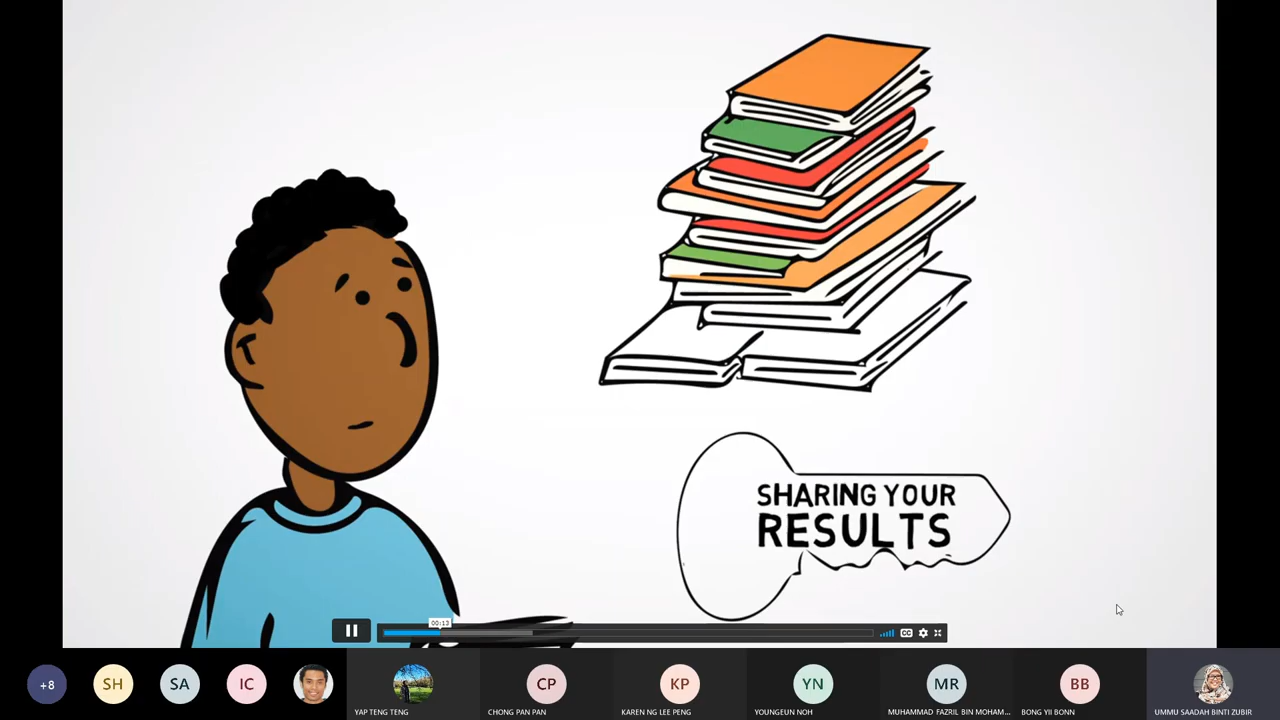 SHARING YOUR
RESULTS
00:13
CC
+8
SH
SA
IC
CP
KP
YN
MR
BB
YAP TENG TENG
CHONG PAN PAN
KAREN NG LEE PENG
YOUNGEUN NOH
MUHAMMAD FAZRIL BIN MOHAM...
BONG YII BONN
UMMU SAADAH BINTI ZUBIR